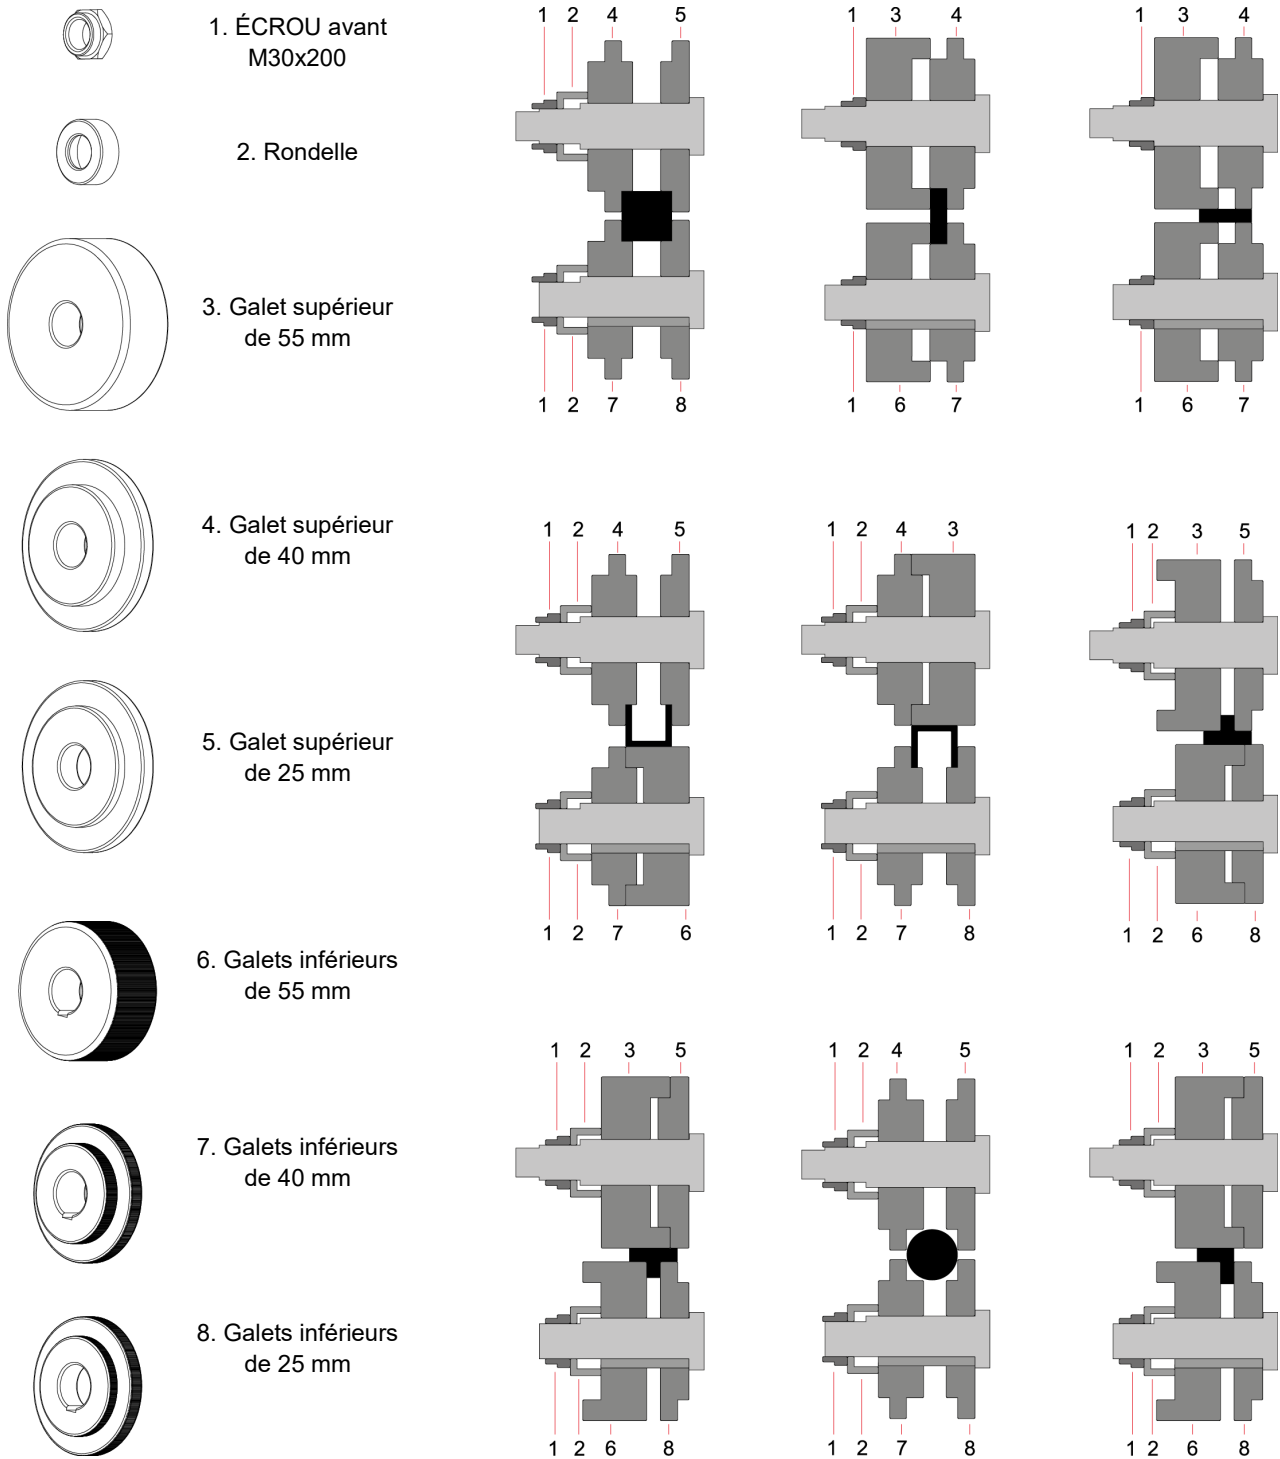 1. ÉCROU avant
M30x200
2. Rondelle
3. Galet supérieur
de 55 mm
4. Galet supérieur
de 40 mm
5. Galet supérieur
de 25 mm
6. Galets inférieurs
de 55 mm
7. Galets inférieurs
de 40 mm
8. Galets inférieurs
de 25 mm
1 2 4 5
1 2 7 8
1 3 4
1 6 7
1 3 4
1 6 7
1 2 4 5
1 2 7 6
1 2 4 3
1 2 7 8
1 2 3 5
1 2 6 8
1 2 3 5
1 2 6 8
1 2 4 5
1 2 7 8
1 2 3 5
1 2 6 8